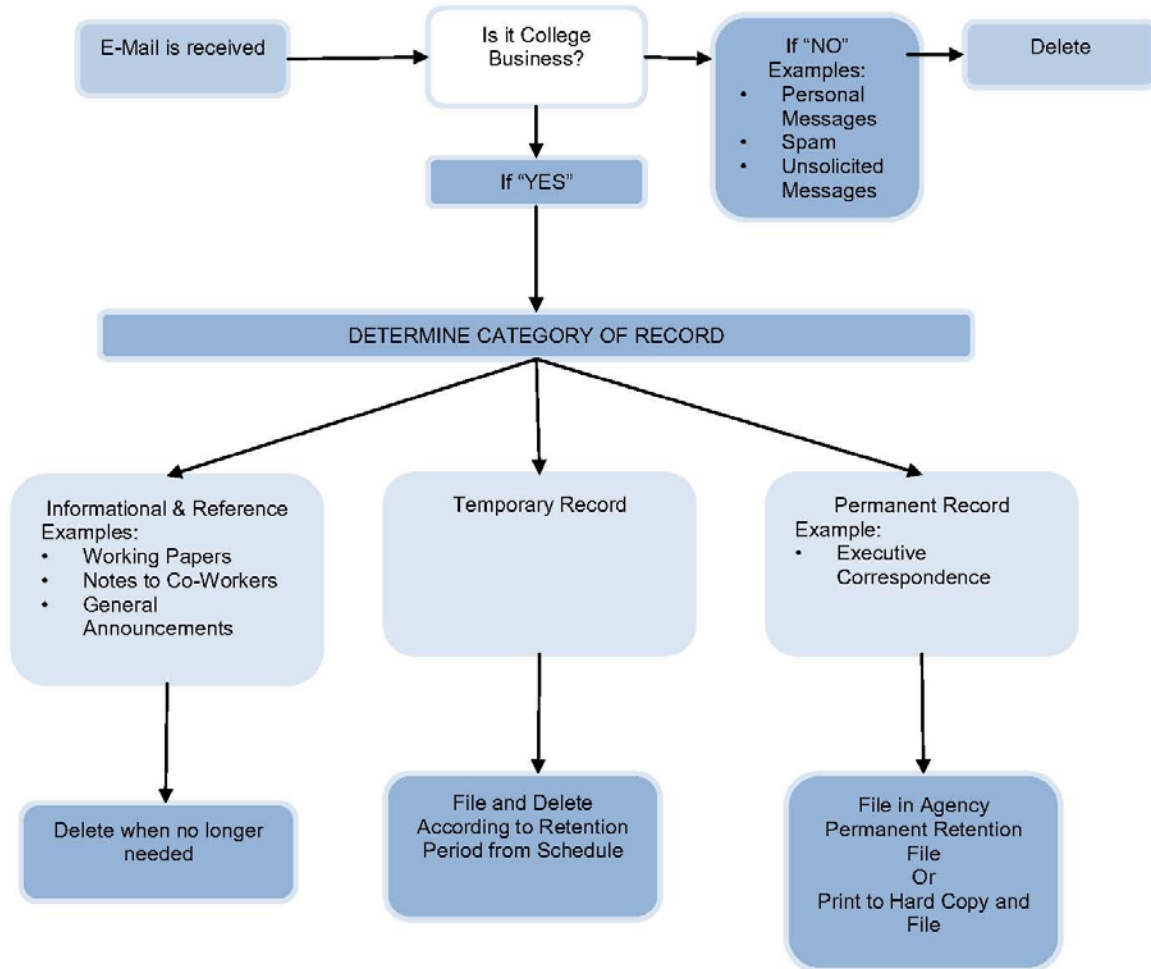 E-Mail is received
Is it College
Business?
If “NO”
Examples:
• Personal
Messages
• Spam
• Unsolicited
Messages
Delete
If “YES”
DETERMINE CATEGORY OF RECORD
Informational & Reference
Examples:
• Working Papers
• Notes to Co-Workers
• General
Announcements
Temporary Record
Permanent Record
Example:
• Executive
Correspondence
Delete when no longer
needed
File and Delete
According to Retention
Period from Schedule
File in Agency
Permanent Retention
File
Or
Print to Hard Copy and
File